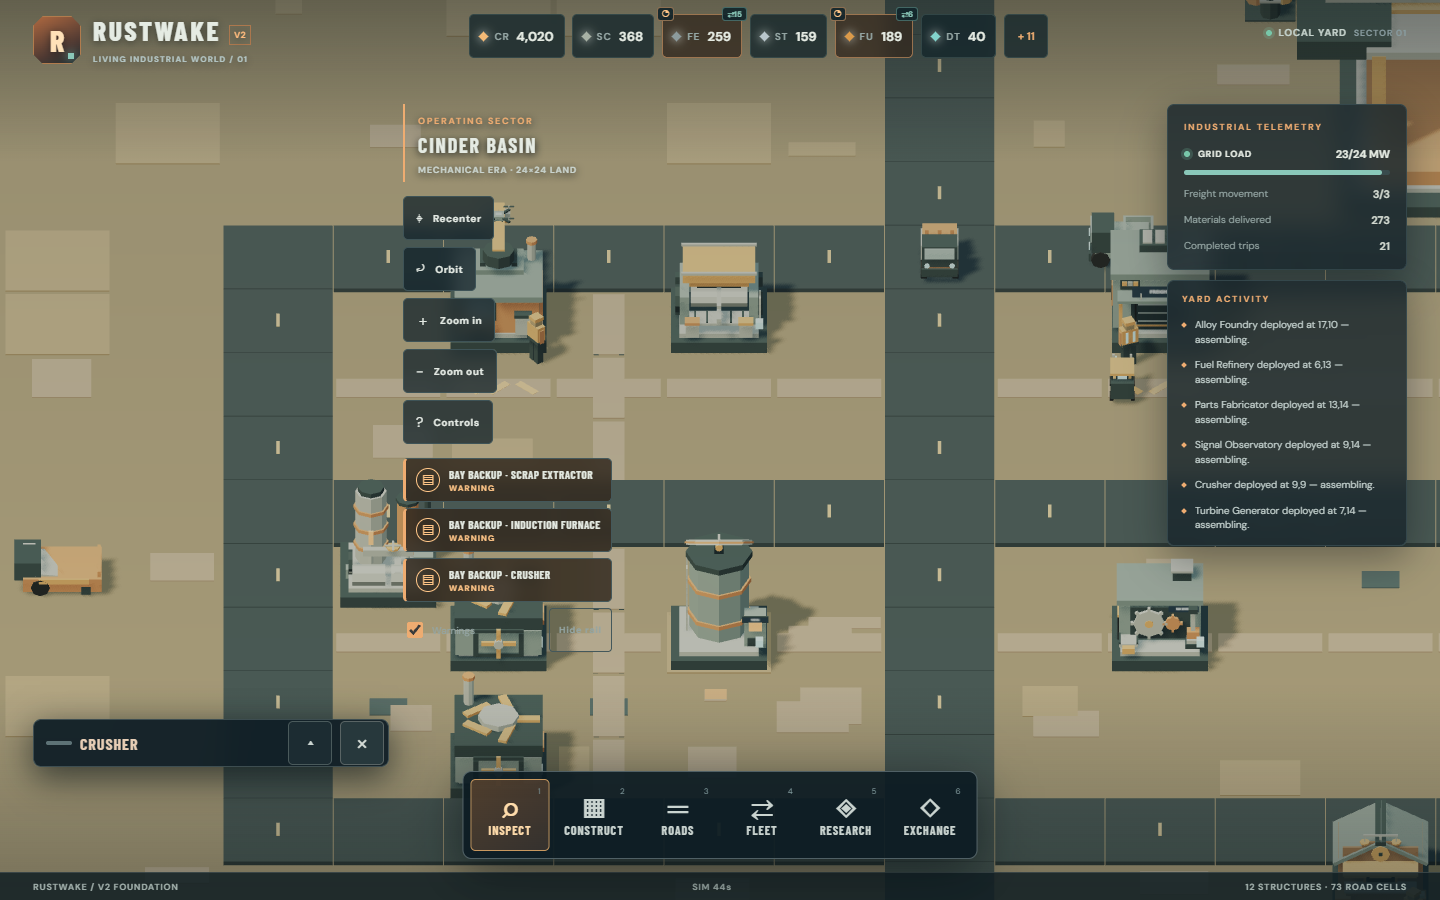 R
RUSTWAKE V2
LIVING INDUSTRIAL WORLD / 01
CR 4,020
SC 368
FE 259
≓15
ST 159
FU 189
≓6
DT 40
+ 11
LOCAL YARD SECTOR 01
OPERATING SECTOR
CINDER BASIN
MECHANICAL ERA · 24×24 LAND
Recenter
Orbit
+ Zoom in
− Zoom out
? Controls
BAY BACKUP · SCRAP EXTRACTOR
WARNING
BAY BACKUP · INDUCTION FURNACE
WARNING
BAY BACKUP · CRUSHER
WARNING
INDUSTRIAL TELEMETRY
GRID LOAD 23/24 MW
Freight movement 3/3
Materials delivered 273
Completed trips 21
YARD ACTIVITY
Alloy Foundry deployed at 17,10 —
assembling.
Fuel Refinery deployed at 6,13 —
assembling.
Parts Fabricator deployed at 13,14 —
assembling.
Signal Observatory deployed at 9,14 —
assembling.
Crusher deployed at 9,9 — assembling.
Turbine Generator deployed at 7,14 —
assembling.
CRUSHER
1 INSPECT
2 CONSTRUCT
3 ROADS
4 FLEET
5 RESEARCH
6 EXCHANGE
RUSTWAKE / V2 FOUNDATION
SIM 44s
12 STRUCTURES · 73 ROAD CELLS